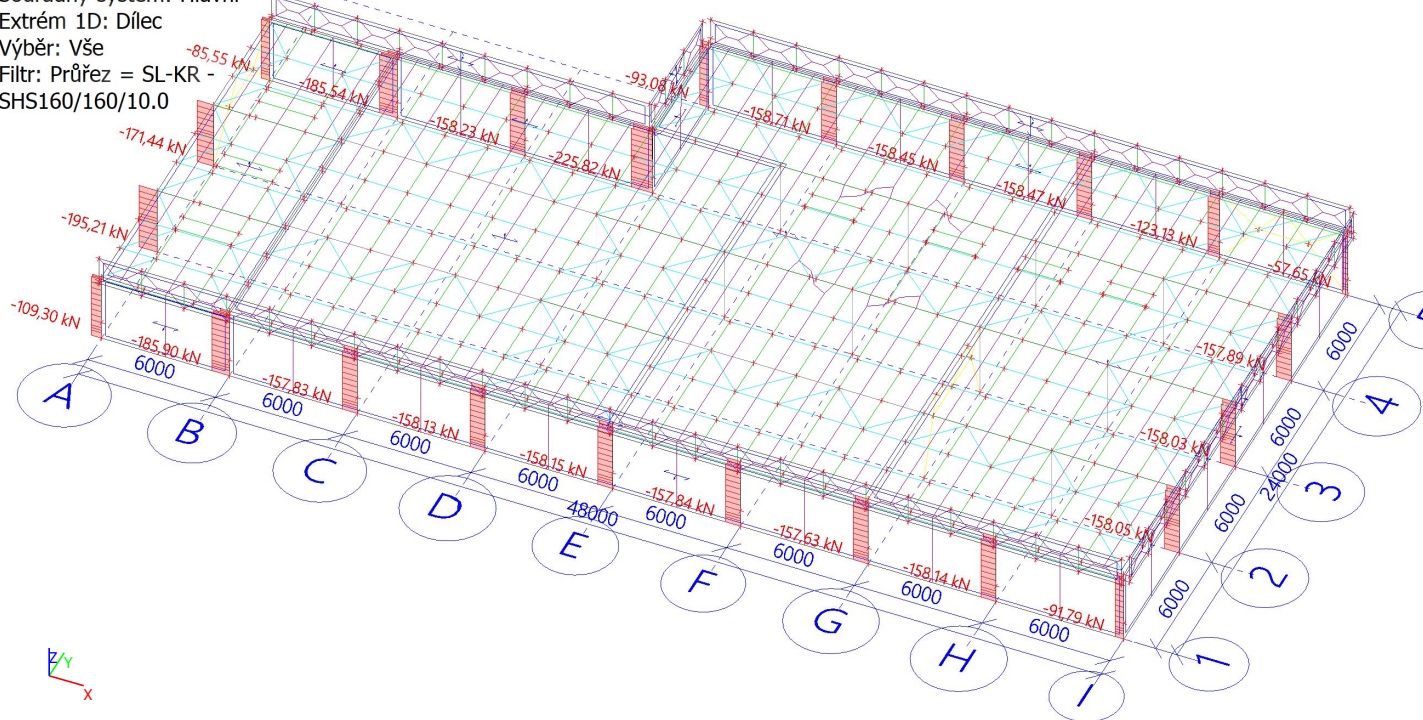 Extrém 1D: Dílec
Výběr: Vše
Filtr: Průřez = SL-KR -
SHS160/160/10.0
-85,55 kN
-185,54 kN
-158,23 kN
-225,82 kN
-93,08 kN
-158,71 kN
-158,45 kN
-158,47 kN
-123,13 kN
-57,65 kN
-171,44 kN
-195,21 kN
-109,30 kN
-185,90 kN
-157,83 kN
-158,13 kN
-158,15 kN
-157,84 kN
-157,63 kN
-158,14 kN
-91,79 kN
-157,89 kN
-158,03 kN
-158,05 kN
6000
6000
6000
6000
48000
6000
6000
6000
6000
6000
6000
24000
6000
6000
A
B
C
D
E
F
G
H
I
1
2
3
4
Z
Y
X